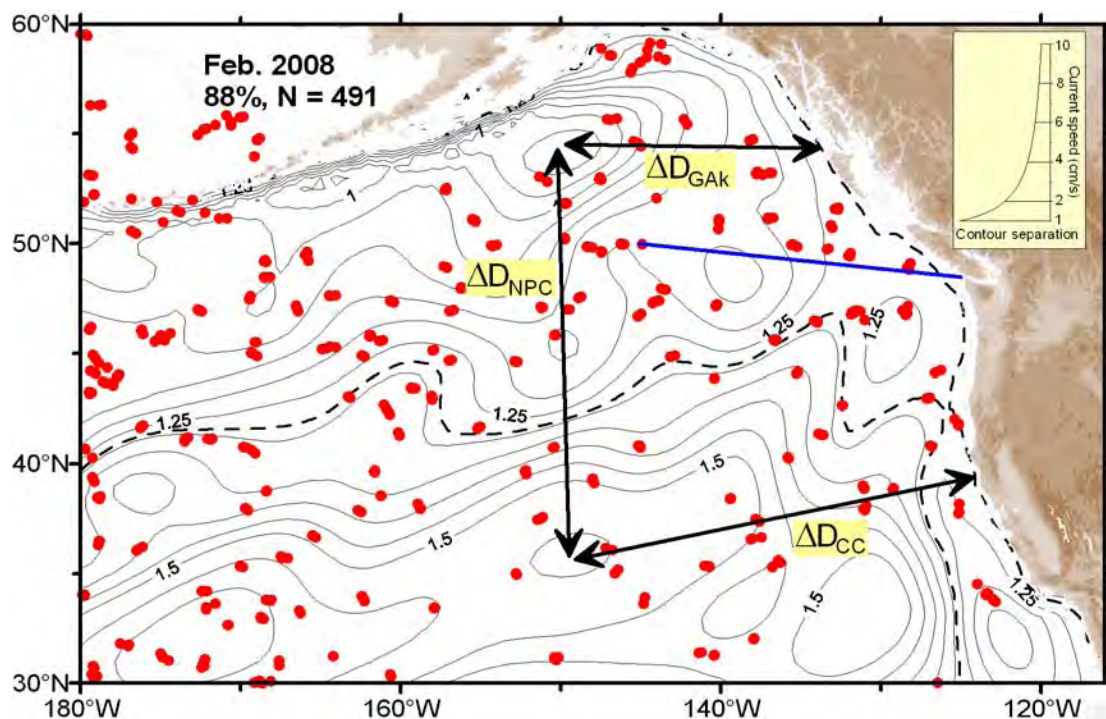 60°N
50°N
40°N
30°N
180°W
160°W
140°W
120°W
Feb. 2008
88%, N = 491
10
8
6
4
2
1
Current speed (cm/s)
Contour separation
ΔD_GAk
ΔD_NPC
ΔD_CC
1.25
1
1
1.25
1.25
1.25
1.25
1.5
1.5
1.5
1.5
1.25